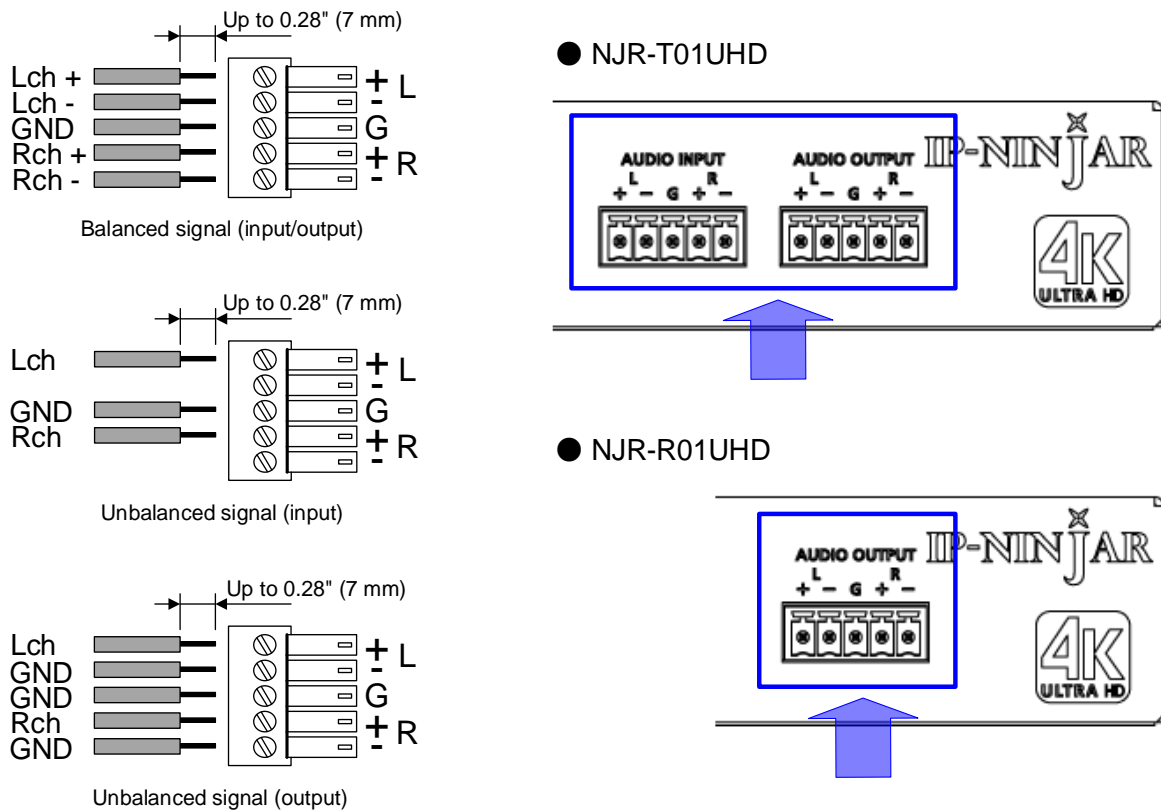 Up to 0.28" (7 mm)
Lch +
Lch -
GND
Rch +
Rch -
+ L
-
G
+ R
-
Balanced signal (input/output)
Up to 0.28" (7 mm)
Lch
GND
Rch
+ L
-
G
+ R
-
Unbalanced signal (input)
Up to 0.28" (7 mm)
Lch
GND
GND
Rch
GND
+ L
-
G
+ R
-
Unbalanced signal (output)
● NJR-T01UHD
AUDIO INPUT
L R
+ - G + -
AUDIO OUTPUT
L R
+ - G + -
IP-NINJAR
4K
ULTRA HD
● NJR-R01UHD
AUDIO OUTPUT
L R
+ - G + -
IP-NINJAR
4K
ULTRA HD